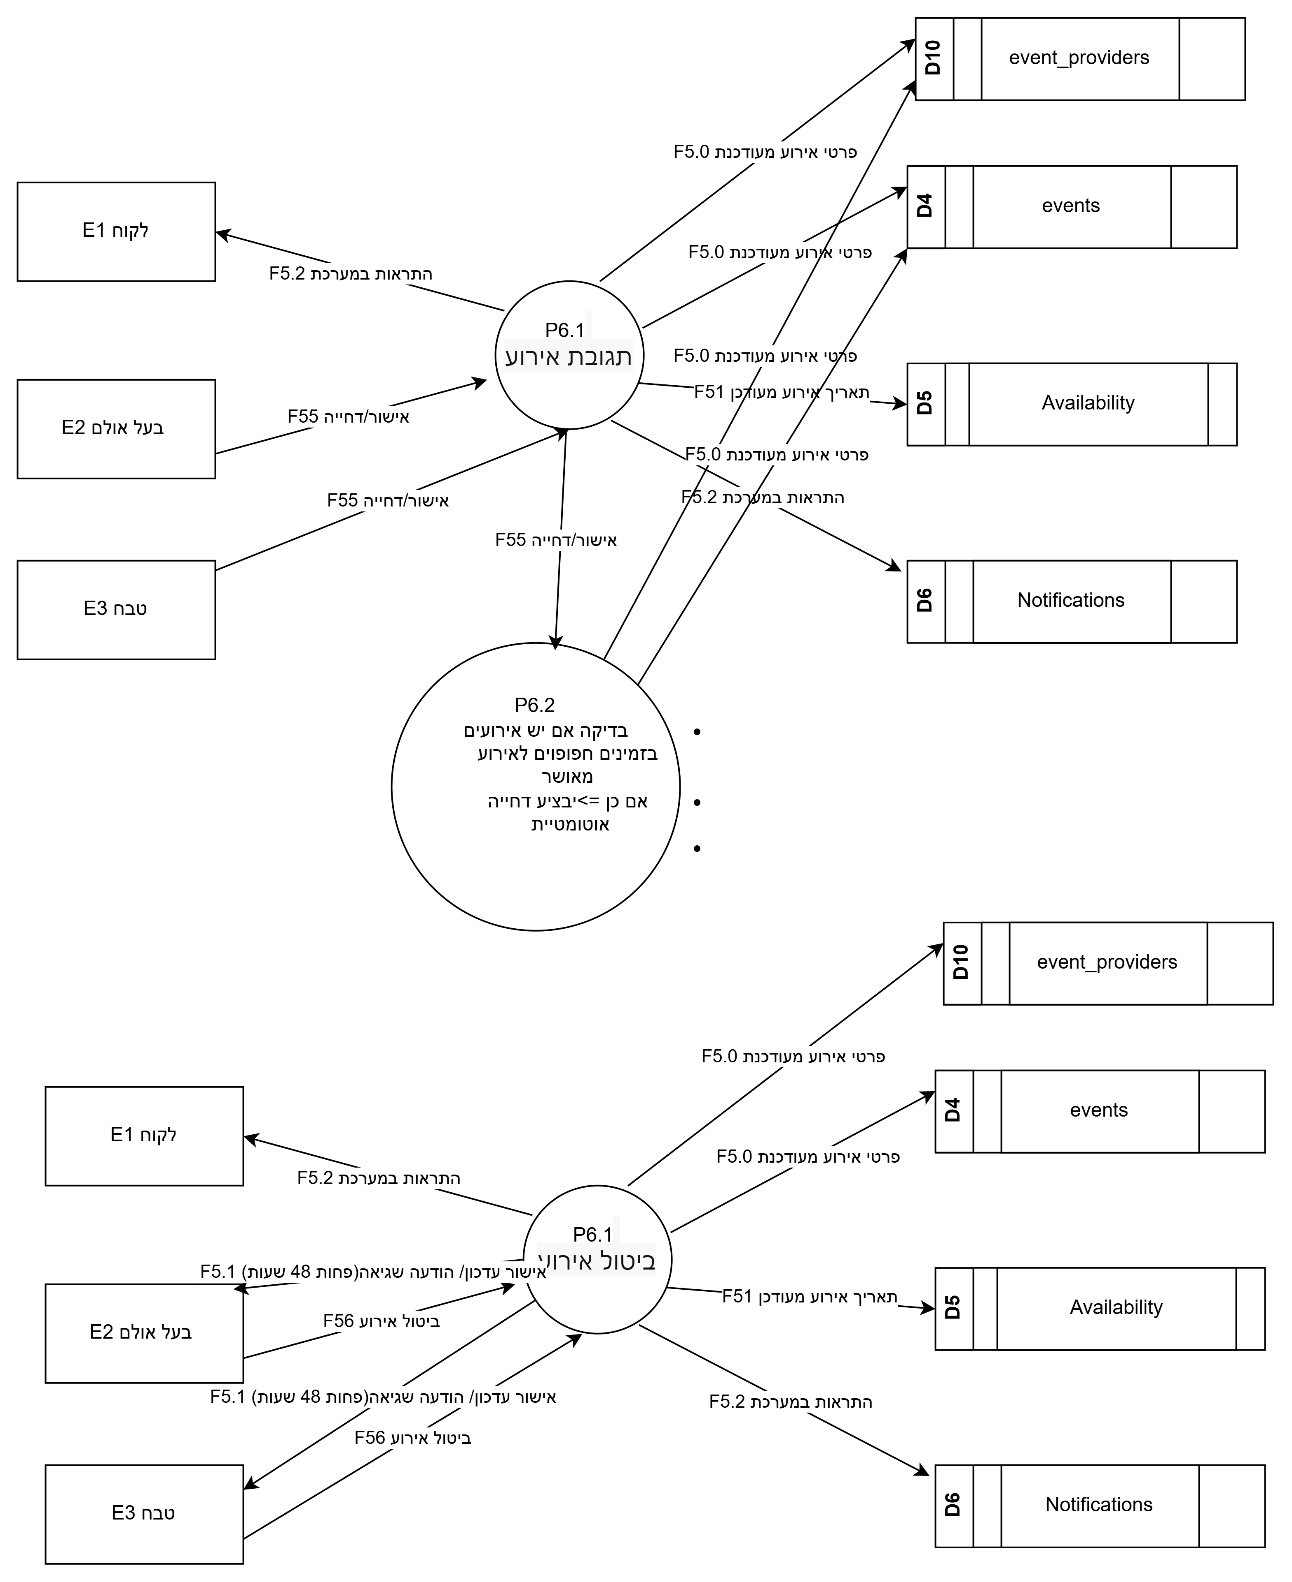 D10
event_providers
F5.0 פרטי אירוע מעודכנת
D4
events
לקוח E1
F5.2 התראות במערכת
F5.0 פרטי אירוע מעודכנת
P6.1
תגובת אירוע
F5.0 פרטי אירוע מעודכנת
F51 תאריך אירוע מעודכן
D5
Availability
בעל אולם E2
F55 אישור/דחייה
F5.0 פרטי אירוע מעודכנת
F5.2 התראות במערכת
F55 אישור/דחייה
F55 אישור/דחייה
טבח E3
D6
Notifications
P6.2
בדיקה אם יש אירועים
בזמינים חפופוים לאירוע
מאושר
אם כן =>יבציע דחייה
אוטומטיית
D10
event_providers
F5.0 פרטי אירוע מעודכנת
D4
events
לקוח E1
F5.2 התראות במערכת
F5.0 פרטי אירוע מעודכנת
P6.1
ביטול אירוע
F5.1 אישור עדכון/ הודעה שגיאה(פחות 48 שעות)
F51 תאריך אירוע מעודכן
D5
Availability
בעל אולם E2
F56 ביטול אירוע
F5.1 אישור עדכון/ הודעה שגיאה(פחות 48 שעות)
F5.2 התראות במערכת
F56 ביטול אירוע
טבח E3
D6
Notifications